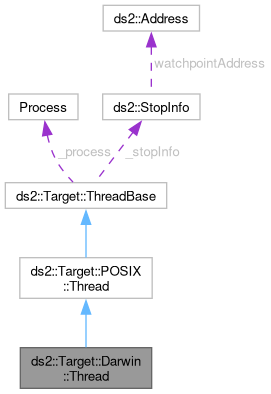 ds2::Address
watchpointAddress
Process
ds2::StopInfo
_process
_stopInfo
ds2::Target::ThreadBase
ds2::Target::POSIX
::Thread
ds2::Target::Darwin
::Thread